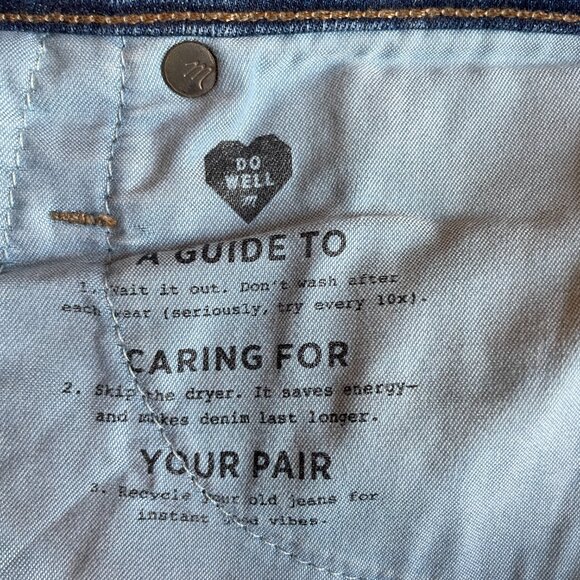 m
DO
WELL
m
A GUIDE TO
1. Wait it out. Don't wash after
each wear (seriously, try every 10x).
CARING FOR
2. Skip the dryer. It saves energy—
and makes denim last longer.
YOUR PAIR
3. Recycle your old jeans for
instant good vibes.